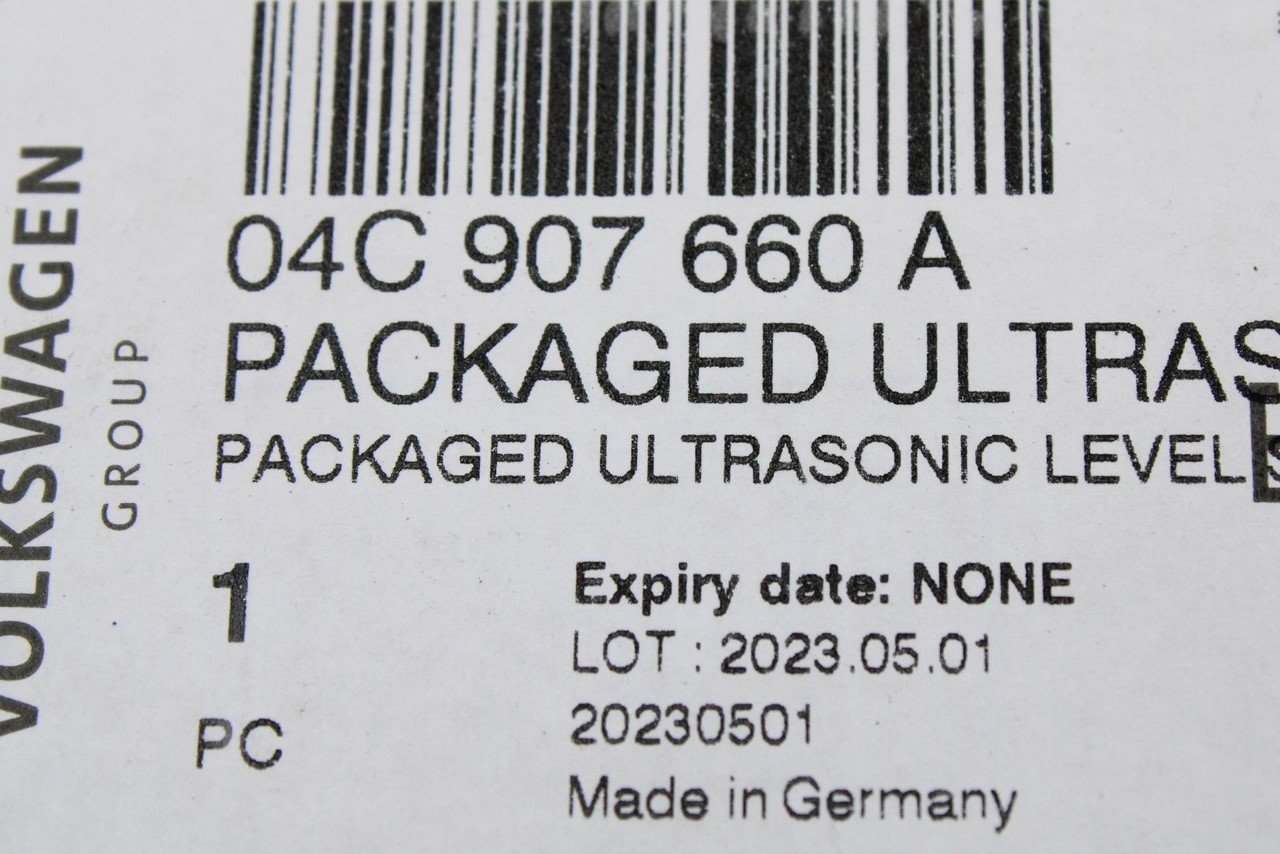 VOLKSWAGEN
GROUP
04C 907 660 A
PACKAGED ULTRAS
PACKAGED ULTRASONIC LEVEL
1
PC
Expiry date: NONE
LOT : 2023.05.01
20230501
Made in Germany